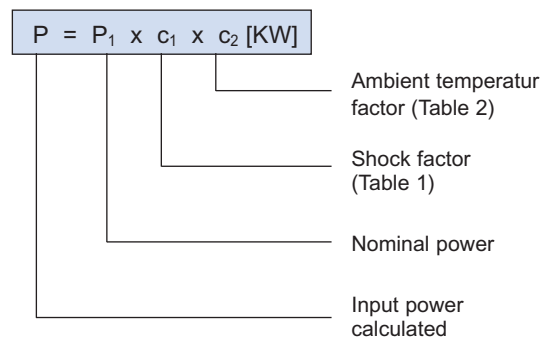 P = P₁ x c₁ x c₂ [KW]
Ambient temperatur
factor (Table 2)
Shock factor
(Table 1)
Nominal power
Input power
calculated